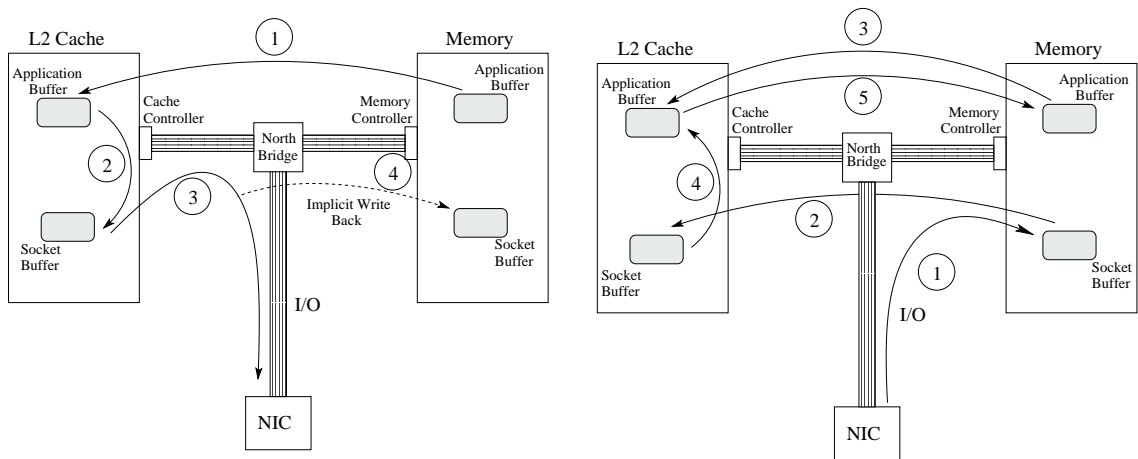 L2 Cache
1
Memory
Application
Buffer
Cache
Controller
North
Bridge
Memory
Controller
Application
Buffer
2
3
4
Implicit Write
Back
Socket
Buffer
Socket
Buffer
I/O
NIC
L2 Cache
3
Memory
Application
Buffer
5
Application
Buffer
Cache
Controller
North
Bridge
Memory
Controller
4
2
1
Socket
Buffer
Socket
Buffer
I/O
NIC